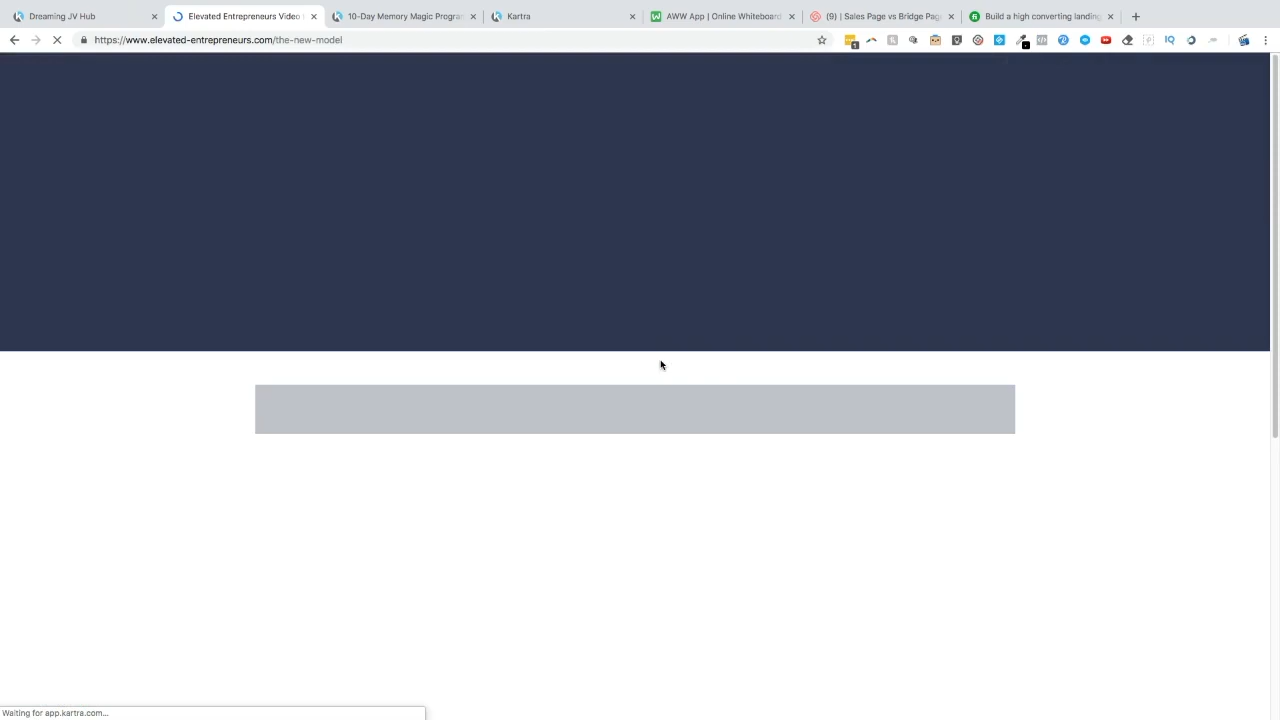 Dreaming JV Hub
Elevated Entrepreneurs Video
10-Day Memory Magic Progra
Kartra
AWW App | Online Whiteboard
(9) | Sales Page vs Bridge Pag
Build a high converting landing
https://www.elevated-entrepreneurs.com/the-new-model
1
IQ
Waiting for app.kartra.com...